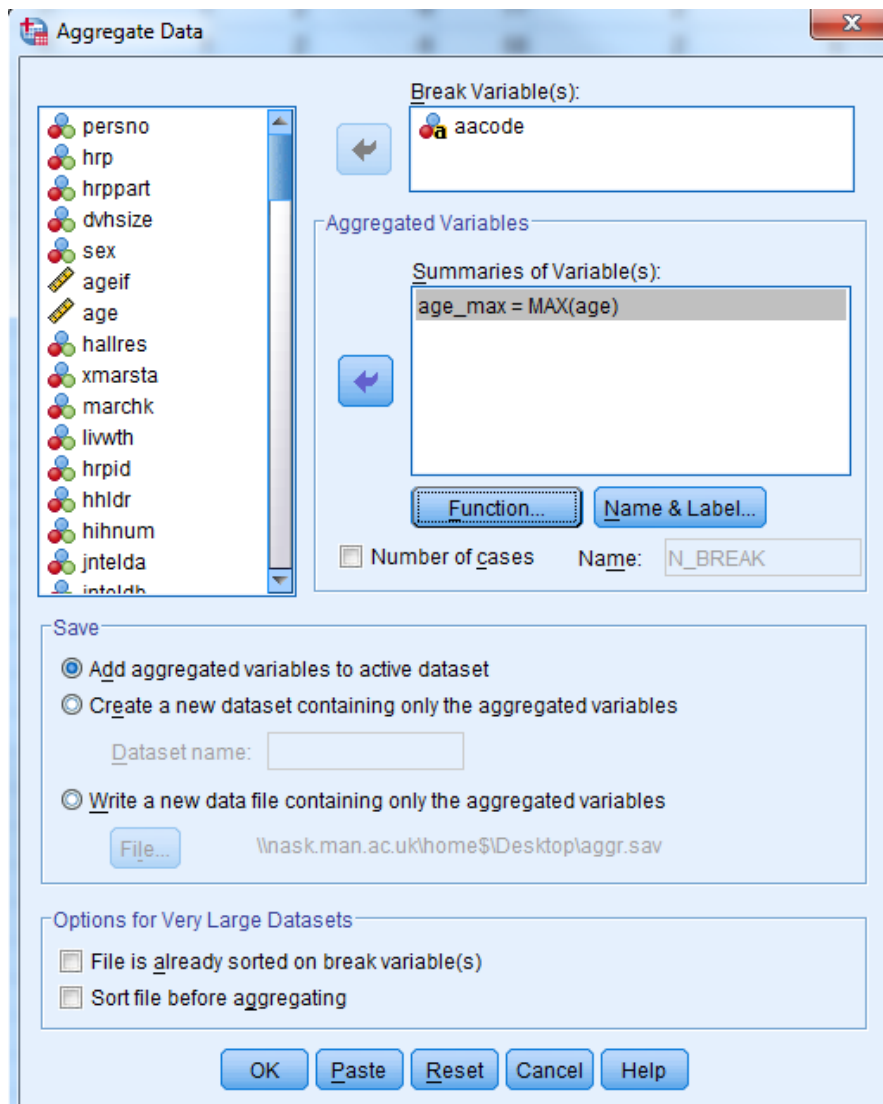 Aggregate Data
persno
hrp
hrppart
dvhsize
sex
ageif
age
hallres
xmarsta
marchk
livwth
hrpid
hhldr
hihnum
jntelda
jnteldb
Break Variable(s):
a aacode
Aggregated Variables
Summaries of Variable(s):
age_max = MAX(age)
Function...
Name & Label...
Number of cases
Name:
N_BREAK
Save
Add aggregated variables to active dataset
Create a new dataset containing only the aggregated variables
Dataset name:
Write a new data file containing only the aggregated variables
File...
\\nask.man.ac.uk\home$\Desktop\aggr.sav
Options for Very Large Datasets
File is already sorted on break variable(s)
Sort file before aggregating
OK
Paste
Reset
Cancel
Help